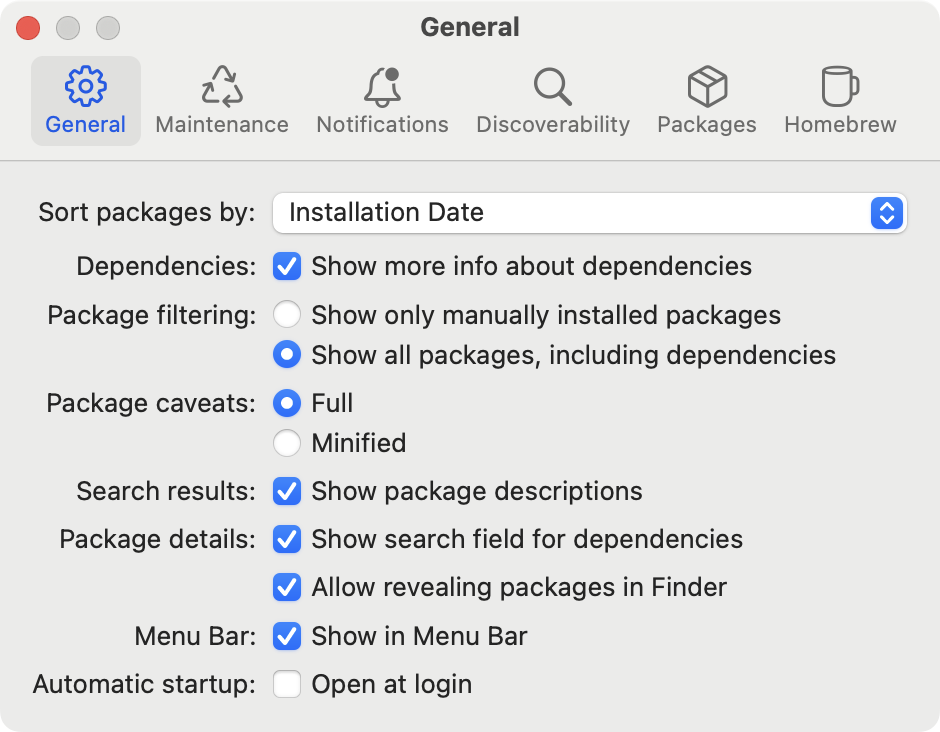 General
General Maintenance Notifications Discoverability Packages Homebrew
Sort packages by: Installation Date
Dependencies: Show more info about dependencies
Package filtering: Show only manually installed packages
Show all packages, including dependencies
Package caveats: Full
Minified
Search results: Show package descriptions
Package details: Show search field for dependencies
Allow revealing packages in Finder
Menu Bar: Show in Menu Bar
Automatic startup: Open at login